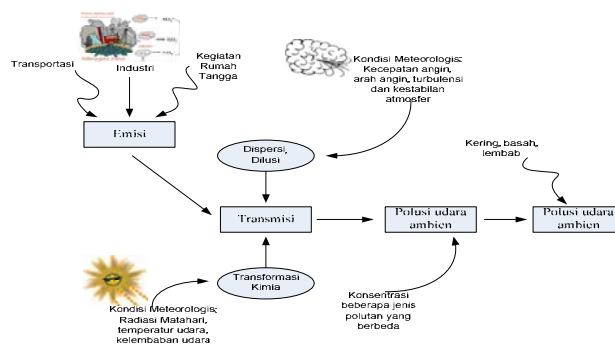 Transportasi
Industri
Kegiatan
Rumah
Tangga
Kondisi Meteorologis:
Kecepatan angin,
arah angin, turbulensi
dan kestabilan
atmosfer
Emisi
Dispersi,
Dilusi
Kering, basah,
lembab
Transmisi
Polusi udara
ambien
Polusi udara
ambien
Transformasi
Kimia
Kondisi Meteorologis:
Radiasi Matahari,
temperatur udara,
kelembaban udara
Konsentrasi
beberapa jenis
polutan yang
berbeda